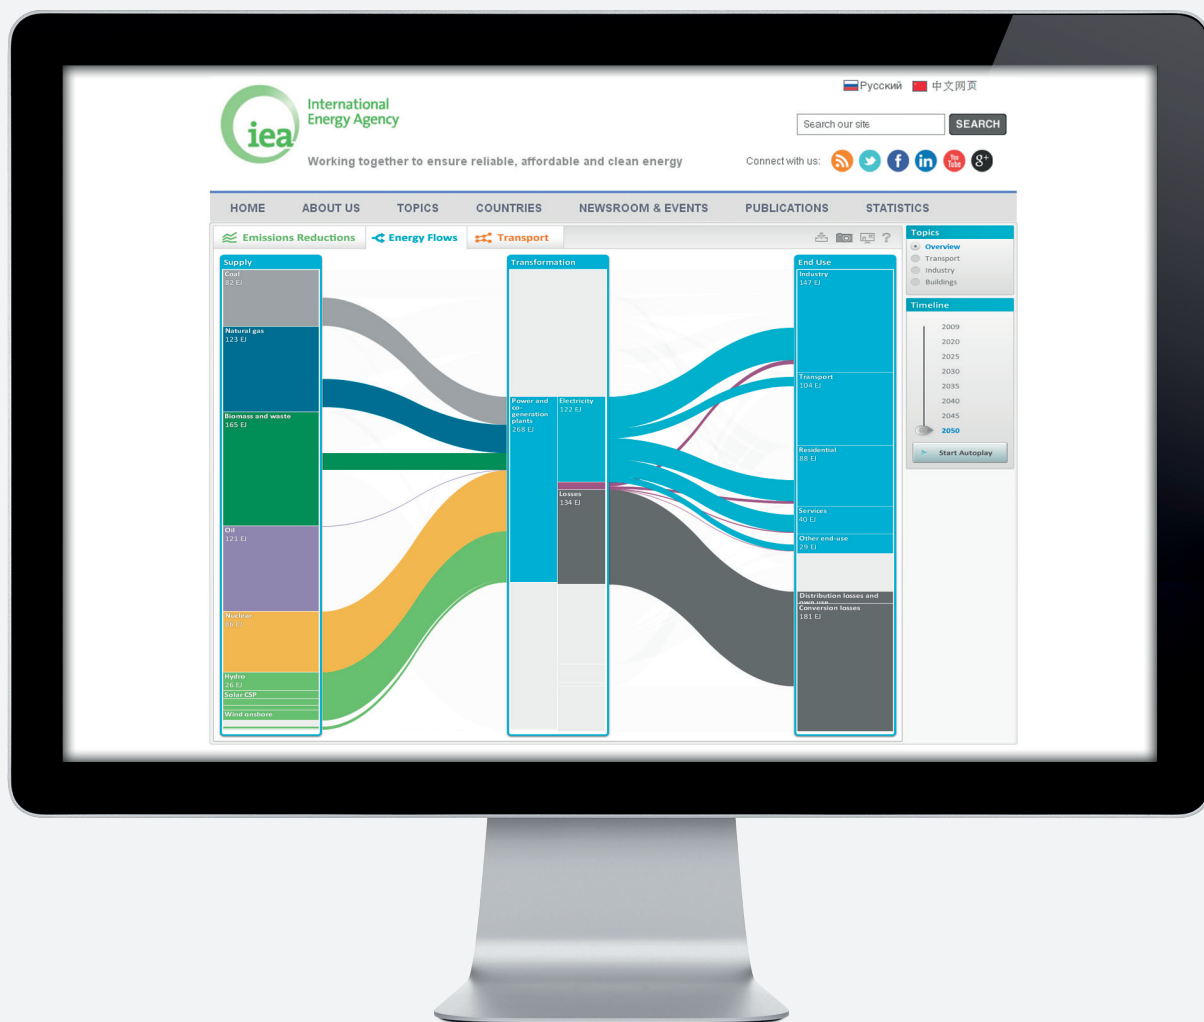 Русский 中文网页
iea
International
Energy Agency
Search our site SEARCH
Working together to ensure reliable, affordable and clean energy
Connect with us:
You
Tube
8+
HOME ABOUT US TOPICS COUNTRIES NEWSROOM & EVENTS PUBLICATIONS STATISTICS
Emissions Reductions Energy Flows Transport ?
Supply
Coal
82 EJ
Natural gas
123 EJ
Biomass and waste
165 EJ
Oil
121 EJ
Nuclear
Hydro
26 EJ
Solar CSP
Wind onshore
Transformation
Power and
co-
generation
plants
268 EJ
Electricity
122 EJ
Losses
134 EJ
End Use
Industry
147 EJ
Transport
104 EJ
Residential
88 EJ
Services
40 EJ
Other end-use
29 EJ
Distribution losses and
own use
Conversion losses
181 EJ
Topics
Overview
Transport
Industry
Buildings
Timeline
2009
2020
2025
2030
2035
2040
2045
2050
Start Autoplay